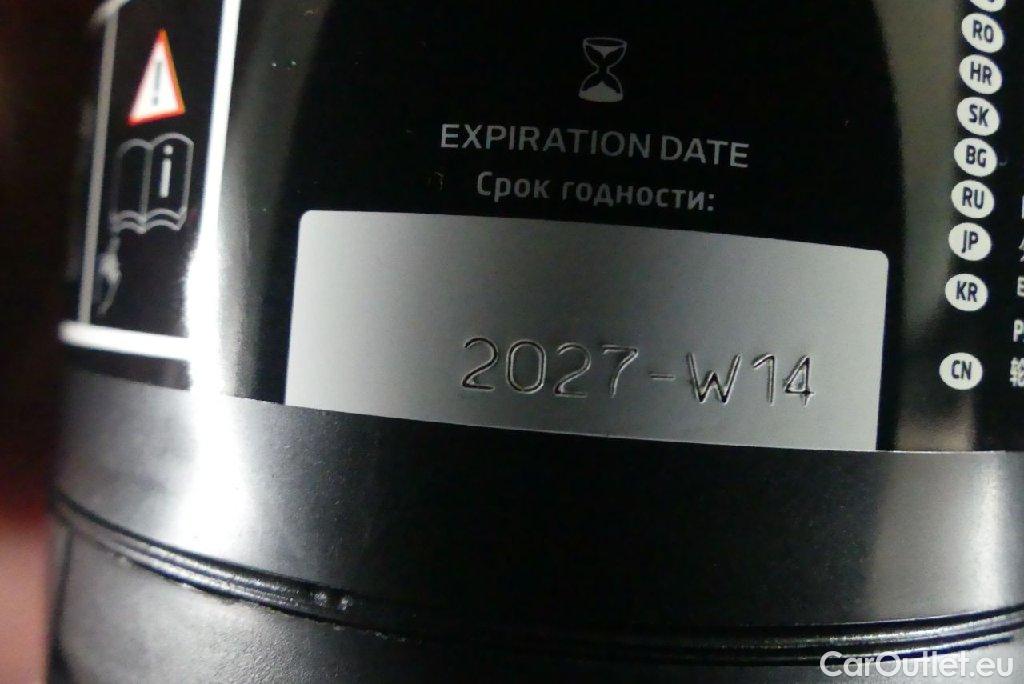 EXPIRATION DATE
Срок годности:
2027-W14
RO
HR
SK
BG
RU
JP
KR
CN
CarOutlet.eu